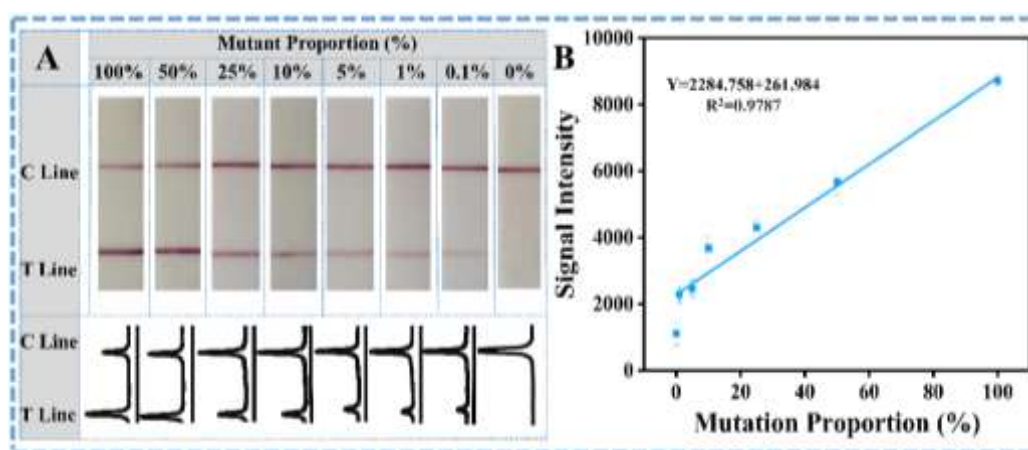 A
Mutant Proportion (%)
100% 50% 25% 10% 5% 1% 0.1% 0%
C Line
T Line
C Line
T Line
B
Y=2284.758+261.984
R²=0.9787
Signal Intensity
10000
8000
6000
4000
2000
0
0 20 40 60 80 100
Mutation Proportion (%)